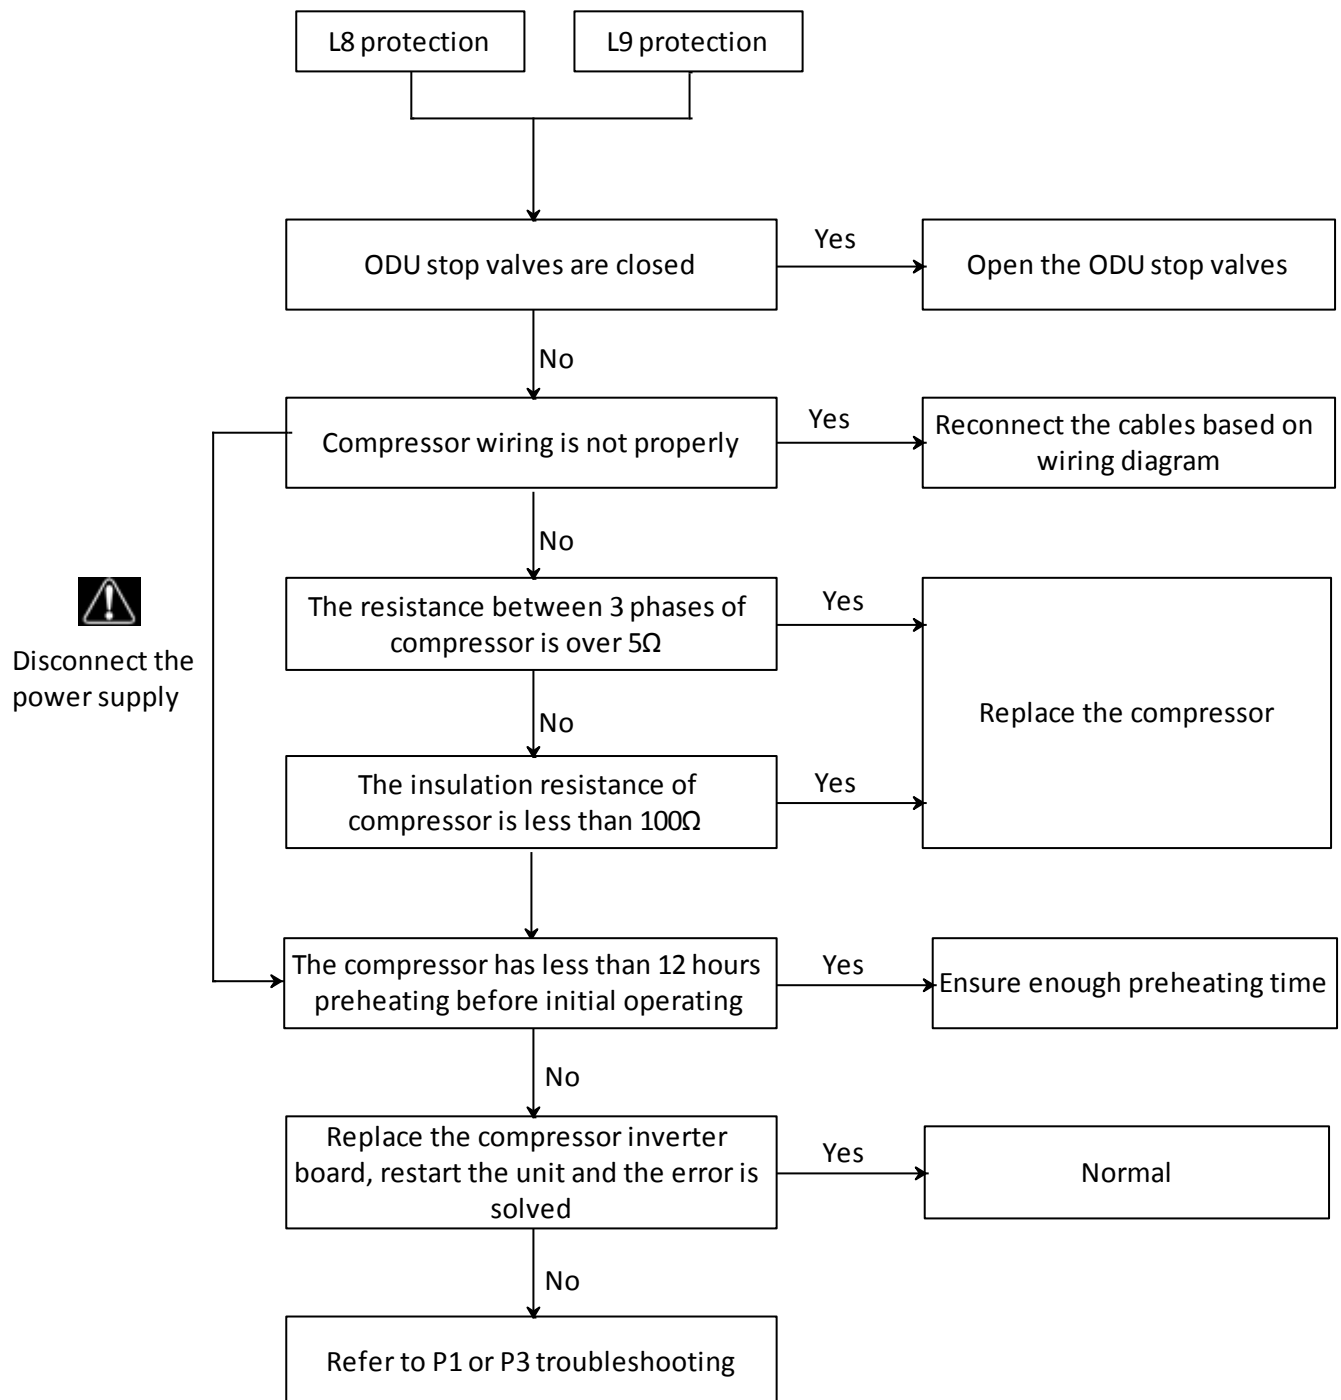 L8 protection
L9 protection
ODU stop valves are closed
Yes
Open the ODU stop valves
No
Compressor wiring is not properly
Yes
Reconnect the cables based on
wiring diagram
No
Disconnect the
power supply
The resistance between 3 phases of
compressor is over 5Ω
Yes
Replace the compressor
No
The insulation resistance of
compressor is less than 100Ω
Yes
The compressor has less than 12 hours
preheating before initial operating
Yes
Ensure enough preheating time
No
Replace the compressor inverter
board, restart the unit and the error is
solved
Yes
Normal
No
Refer to P1 or P3 troubleshooting